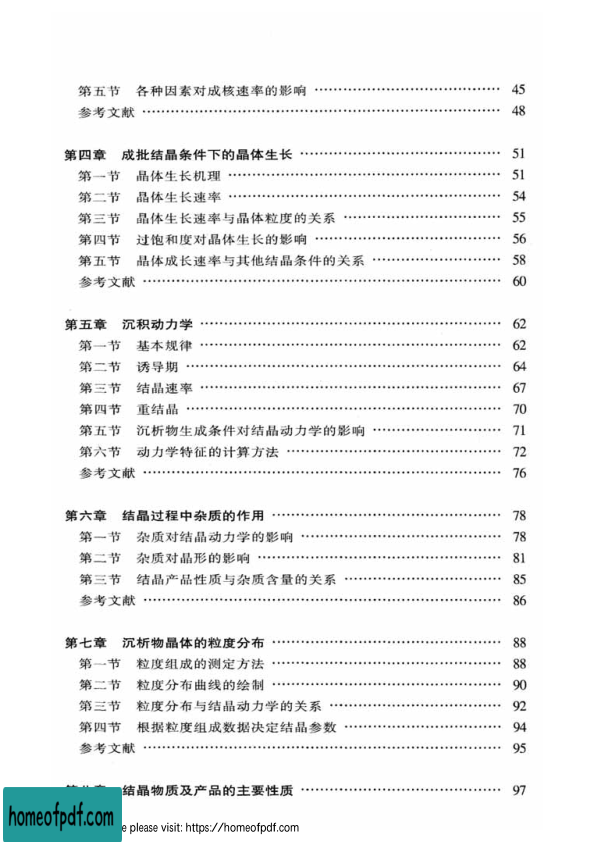 第五节 各种因素对成核速率的影响 ………………………………… 45
参考文献 ………………………………………………………………… 48
第四章 成批结晶条件下的晶体生长 …………………………………… 51
第一节 晶体生长机理 ………………………………………………… 51
第二节 晶体生长速率 ………………………………………………… 54
第三节 晶体生长速率与晶体粒度的关系 …………………………… 55
第四节 过饱和度对晶体生长的影响 ………………………………… 56
第五节 晶体成长速率与其他结晶条件的关系 ……………………… 58
参考文献 ………………………………………………………………… 60
第五章 沉积动力学 ……………………………………………………… 62
第一节 基本规律 ……………………………………………………… 62
第二节 诱导期 ………………………………………………………… 64
第三节 结晶速率 ……………………………………………………… 67
第四节 重结晶 ………………………………………………………… 70
第五节 沉析物生成条件对结晶动力学的影响 ……………………… 71
第六节 动力学特征的计算方法 ……………………………………… 72
参考文献 ………………………………………………………………… 76
第六章 结晶过程中杂质的作用 ………………………………………… 78
第一节 杂质对结晶动力学的影响 …………………………………… 78
第二节 杂质对晶形的影响 …………………………………………… 81
第三节 结晶产品性质与杂质含量的关系 …………………………… 85
参考文献 ………………………………………………………………… 86
第七章 沉析物晶体的粒度分布 ………………………………………… 88
第一节 粒度组成的测定方法 ………………………………………… 88
第二节 粒度分布曲线的绘制 ………………………………………… 90
第三节 粒度分布与结晶动力学的关系 ……………………………… 92
第四节 根据粒度组成数据决定结晶参数 …………………………… 94
参考文献 ………………………………………………………………… 95
结晶物质及产品的主要性质 …………………………………… 97
homeofpdf.com
please visit: https://homeofpdf.com